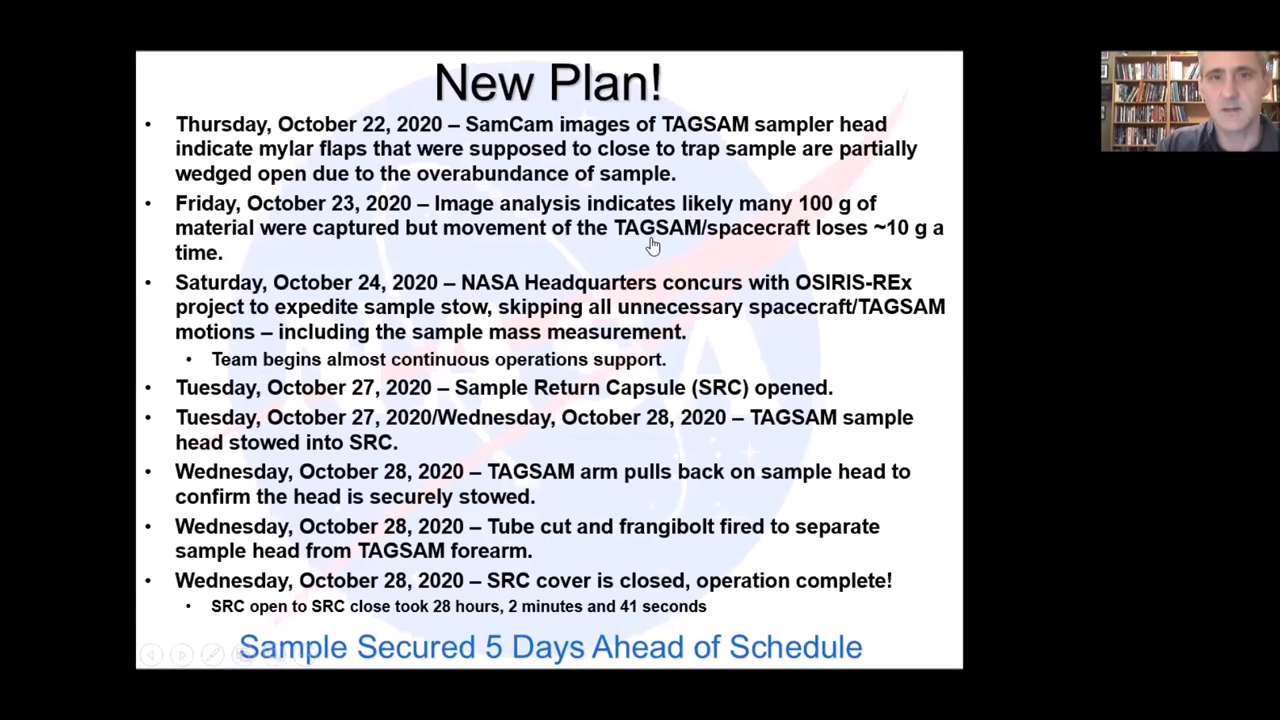 New Plan!
• Thursday, October 22, 2020 – SamCam images of TAGSAM sampler head
indicate mylar flaps that were supposed to close to trap sample are partially
wedged open due to the overabundance of sample.
• Friday, October 23, 2020 – Image analysis indicates likely many 100 g of
material were captured but movement of the TAGSAM/spacecraft loses ~10 g a
time.
• Saturday, October 24, 2020 – NASA Headquarters concurs with OSIRIS-REx
project to expedite sample stow, skipping all unnecessary spacecraft/TAGSAM
motions – including the sample mass measurement.
• Team begins almost continuous operations support.
• Tuesday, October 27, 2020 – Sample Return Capsule (SRC) opened.
• Tuesday, October 27, 2020/Wednesday, October 28, 2020 – TAGSAM sample
head stowed into SRC.
• Wednesday, October 28, 2020 – TAGSAM arm pulls back on sample head to
confirm the head is securely stowed.
• Wednesday, October 28, 2020 – Tube cut and frangibolt fired to separate
sample head from TAGSAM forearm.
• Wednesday, October 28, 2020 – SRC cover is closed, operation complete!
• SRC open to SRC close took 28 hours, 2 minutes and 41 seconds
Sample Secured 5 Days Ahead of Schedule